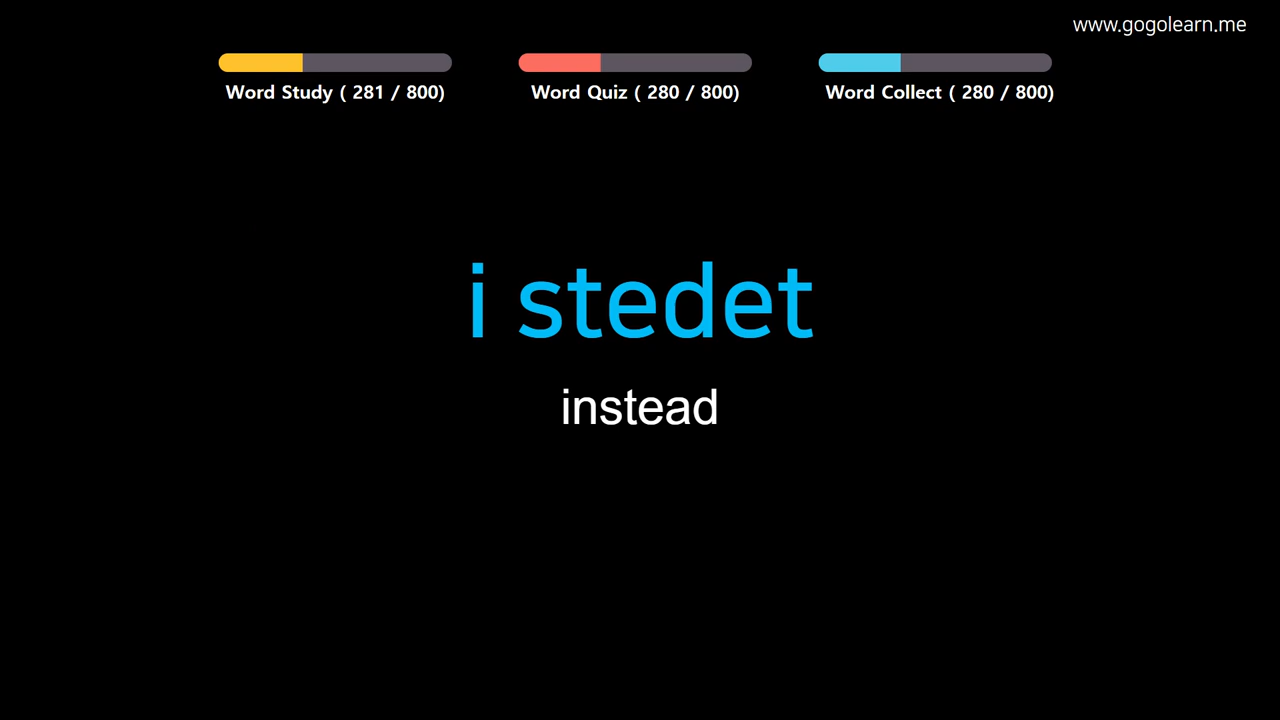 www.gogolearn.me
Word Study ( 281 / 800) Word Quiz ( 280 / 800) Word Collect ( 280 / 800)
i stedet
instead